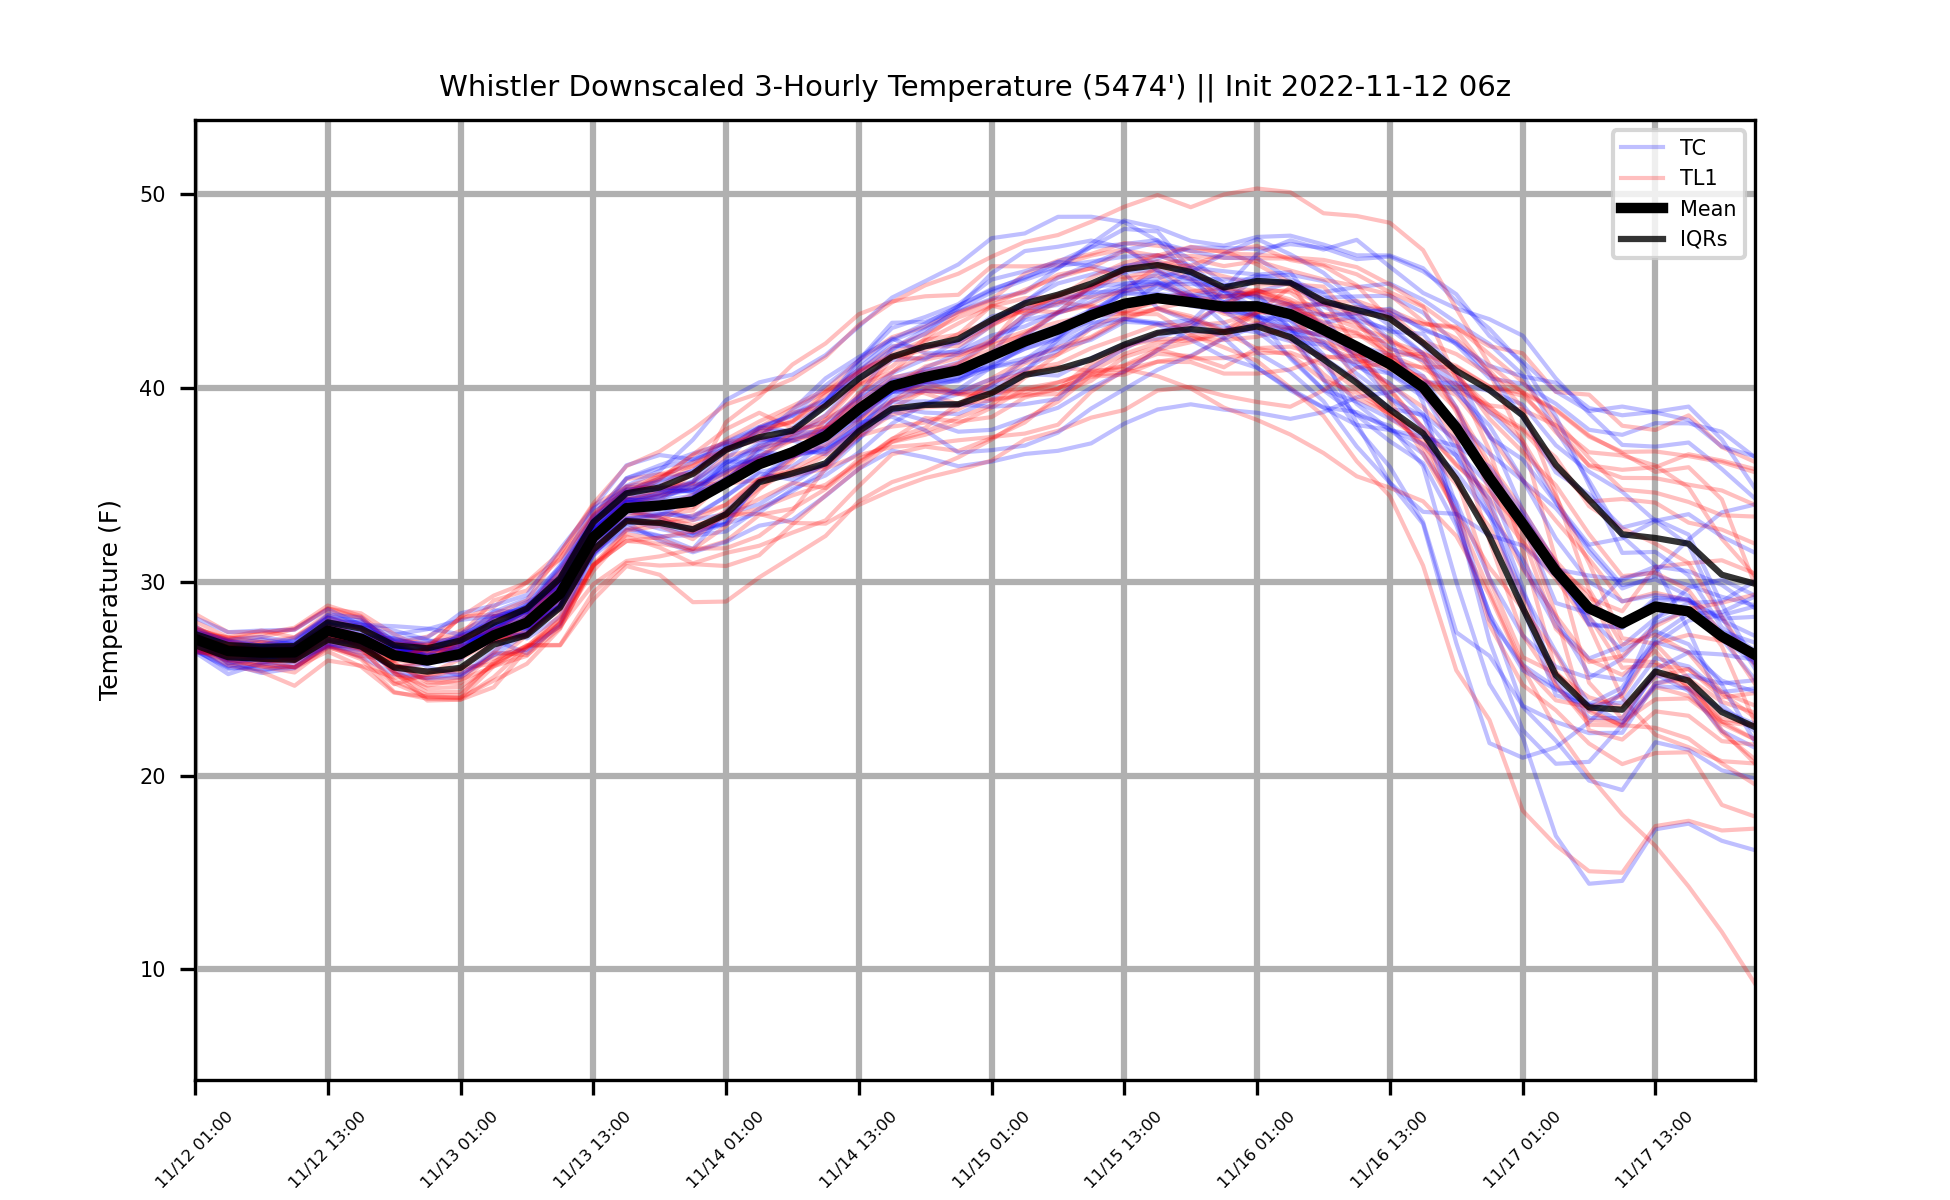 Whistler Downscaled 3-Hourly Temperature (5474') || Init 2022-11-12 06z
TC
TL1
Mean
IQRs
Temperature (F)
50
40
30
20
10
11/12 01:00
11/12 13:00
11/13 01:00
11/13 13:00
11/14 01:00
11/14 13:00
11/15 01:00
11/15 13:00
11/16 01:00
11/16 13:00
11/17 01:00
11/17 13:00